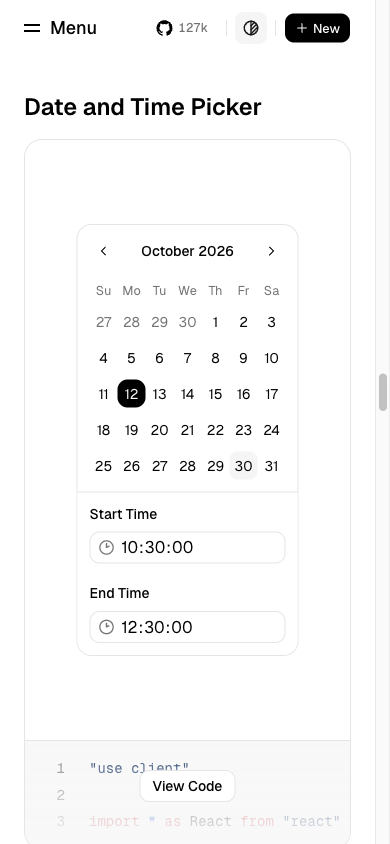 Menu 127k New
Date and Time Picker
October 2026
Su Mo Tu We Th Fr Sa
27 28 29 30 1 2 3
4 5 6 7 8 9 10
11 12 13 14 15 16 17
18 19 20 21 22 23 24
25 26 27 28 29 30 31
Start Time
10:30:00
End Time
12:30:00
1 "use client"
View Code
2
3 import * as React from "react"